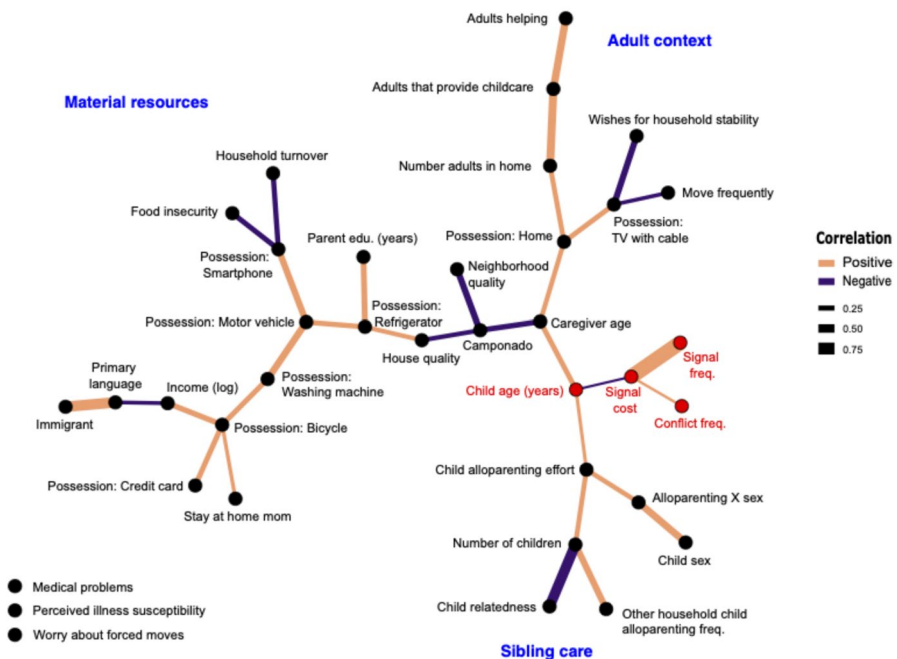 Adults helping
Adult context
Adults that provide childcare
Material resources
Wishes for household stability
Household turnover
Number adults in home
Move frequently
Food insecurity
Possession:
TV with cable
Parent edu. (years)
Possession: Home
Possession:
Smartphone
Neighborhood
quality
Correlation
Positive
Negative
0.25
0.50
0.75
Possession:
Refrigerator
Possession: Motor vehicle
Caregiver age
Camponado
House quality
Signal
freq.
Primary
language
Income (log)
Possession:
Washing machine
Child age (years)
Signal
cost
Conflict freq.
Immigrant
Possession: Bicycle
Child alloparenting effort
Possession: Credit card
Alloparenting X sex
Stay at home mom
Number of children
Child sex
Medical problems
Perceived illness susceptibility
Worry about forced moves
Child relatedness
Other household child
alloparenting freq.
Sibling care